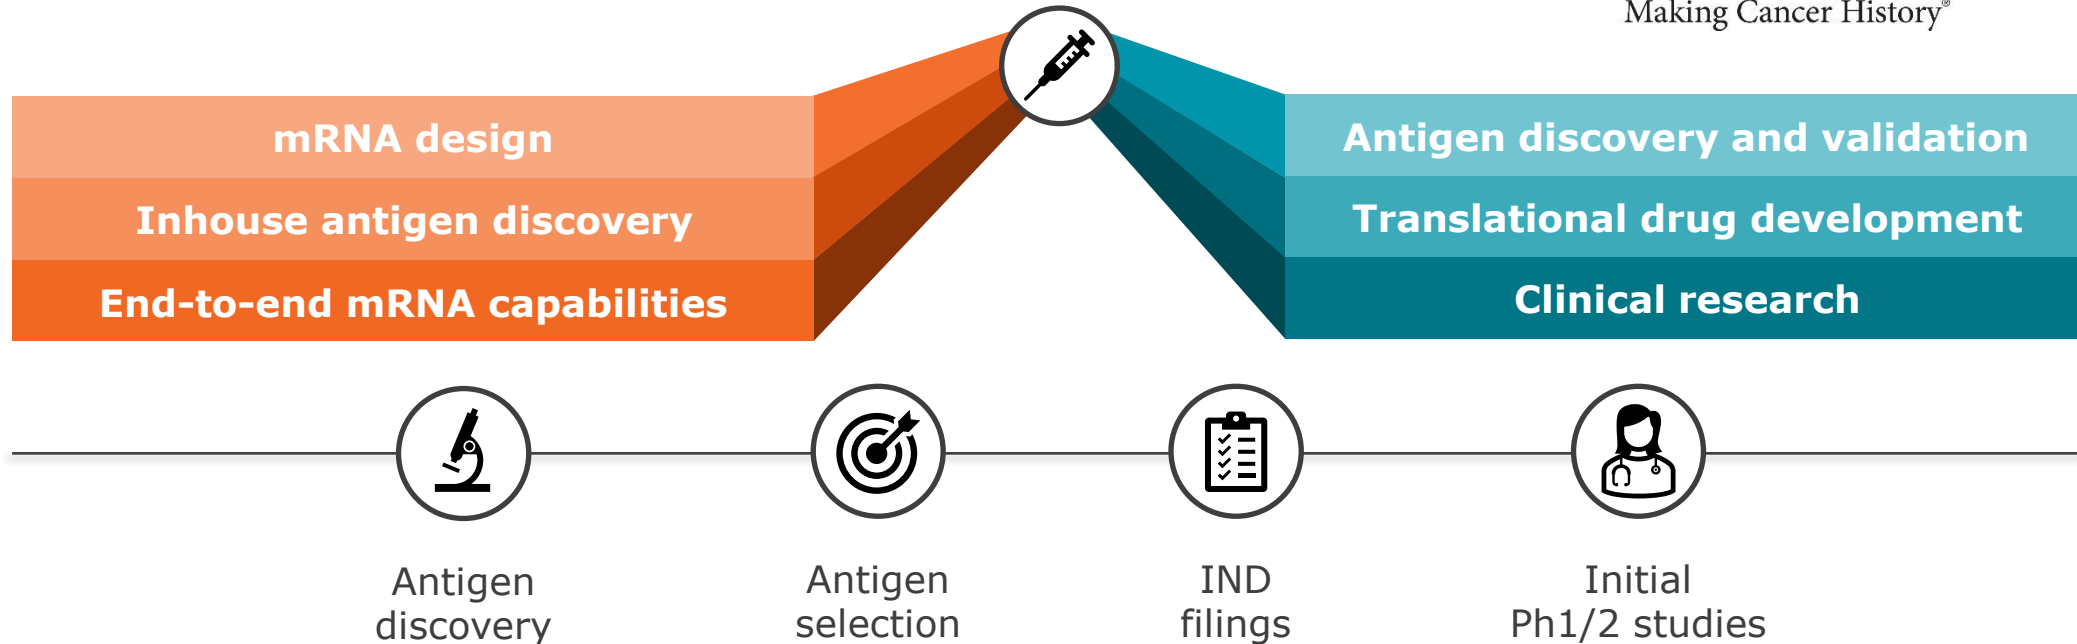 Making Cancer History®
mRNA design
Inhouse antigen discovery
End-to-end mRNA capabilities
Antigen discovery and validation
Translational drug development
Clinical research
Antigen
discovery
Antigen
selection
IND
filings
Initial
Ph1/2 studies